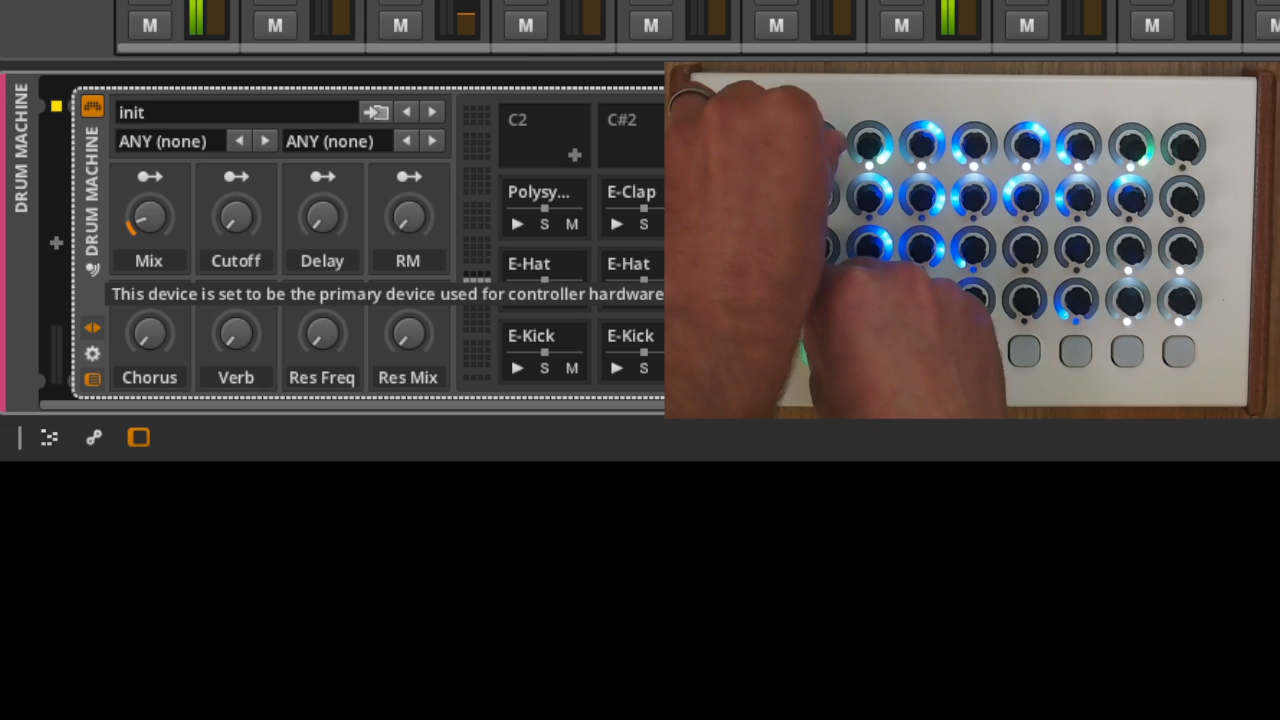 M M M M M M M M M
DRUM MACHINE
DRUM MACHINE
init
ANY (none) ANY (none)
Mix Cutoff Delay RM
C2 C#2
Polysy... E-Clap
S M S
E-Hat E-Hat
This device is set to be the primary device used for controller hardware
E-Kick E-Kick
S M S
Chorus Verb Res Freq Res Mix